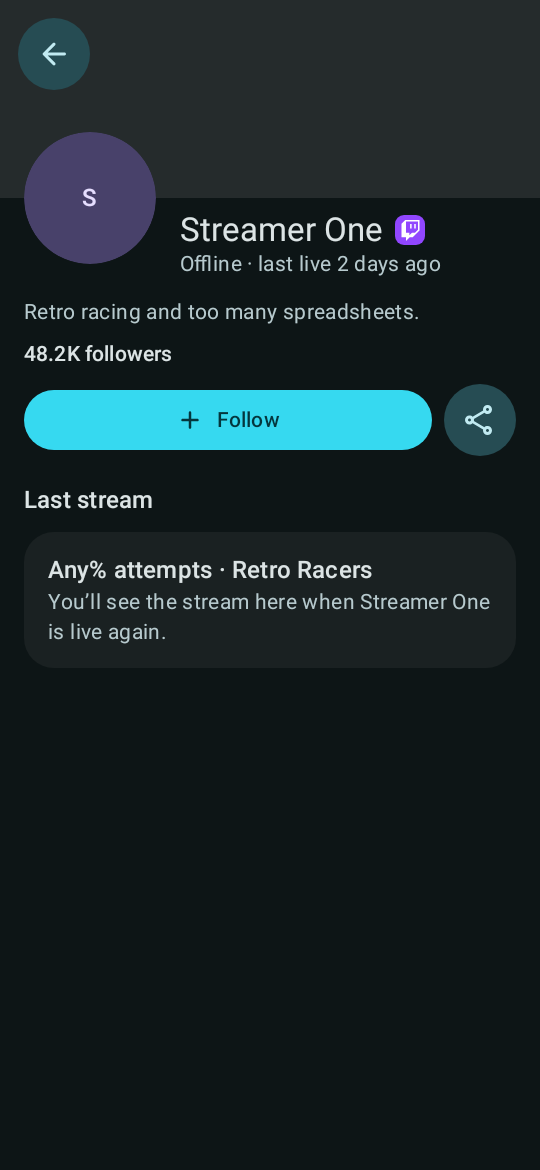 S
Streamer One
Offline · last live 2 days ago
Retro racing and too many spreadsheets.
48.2K followers
Follow
Last stream
Any% attempts · Retro Racers
You’ll see the stream here when Streamer One
is live again.